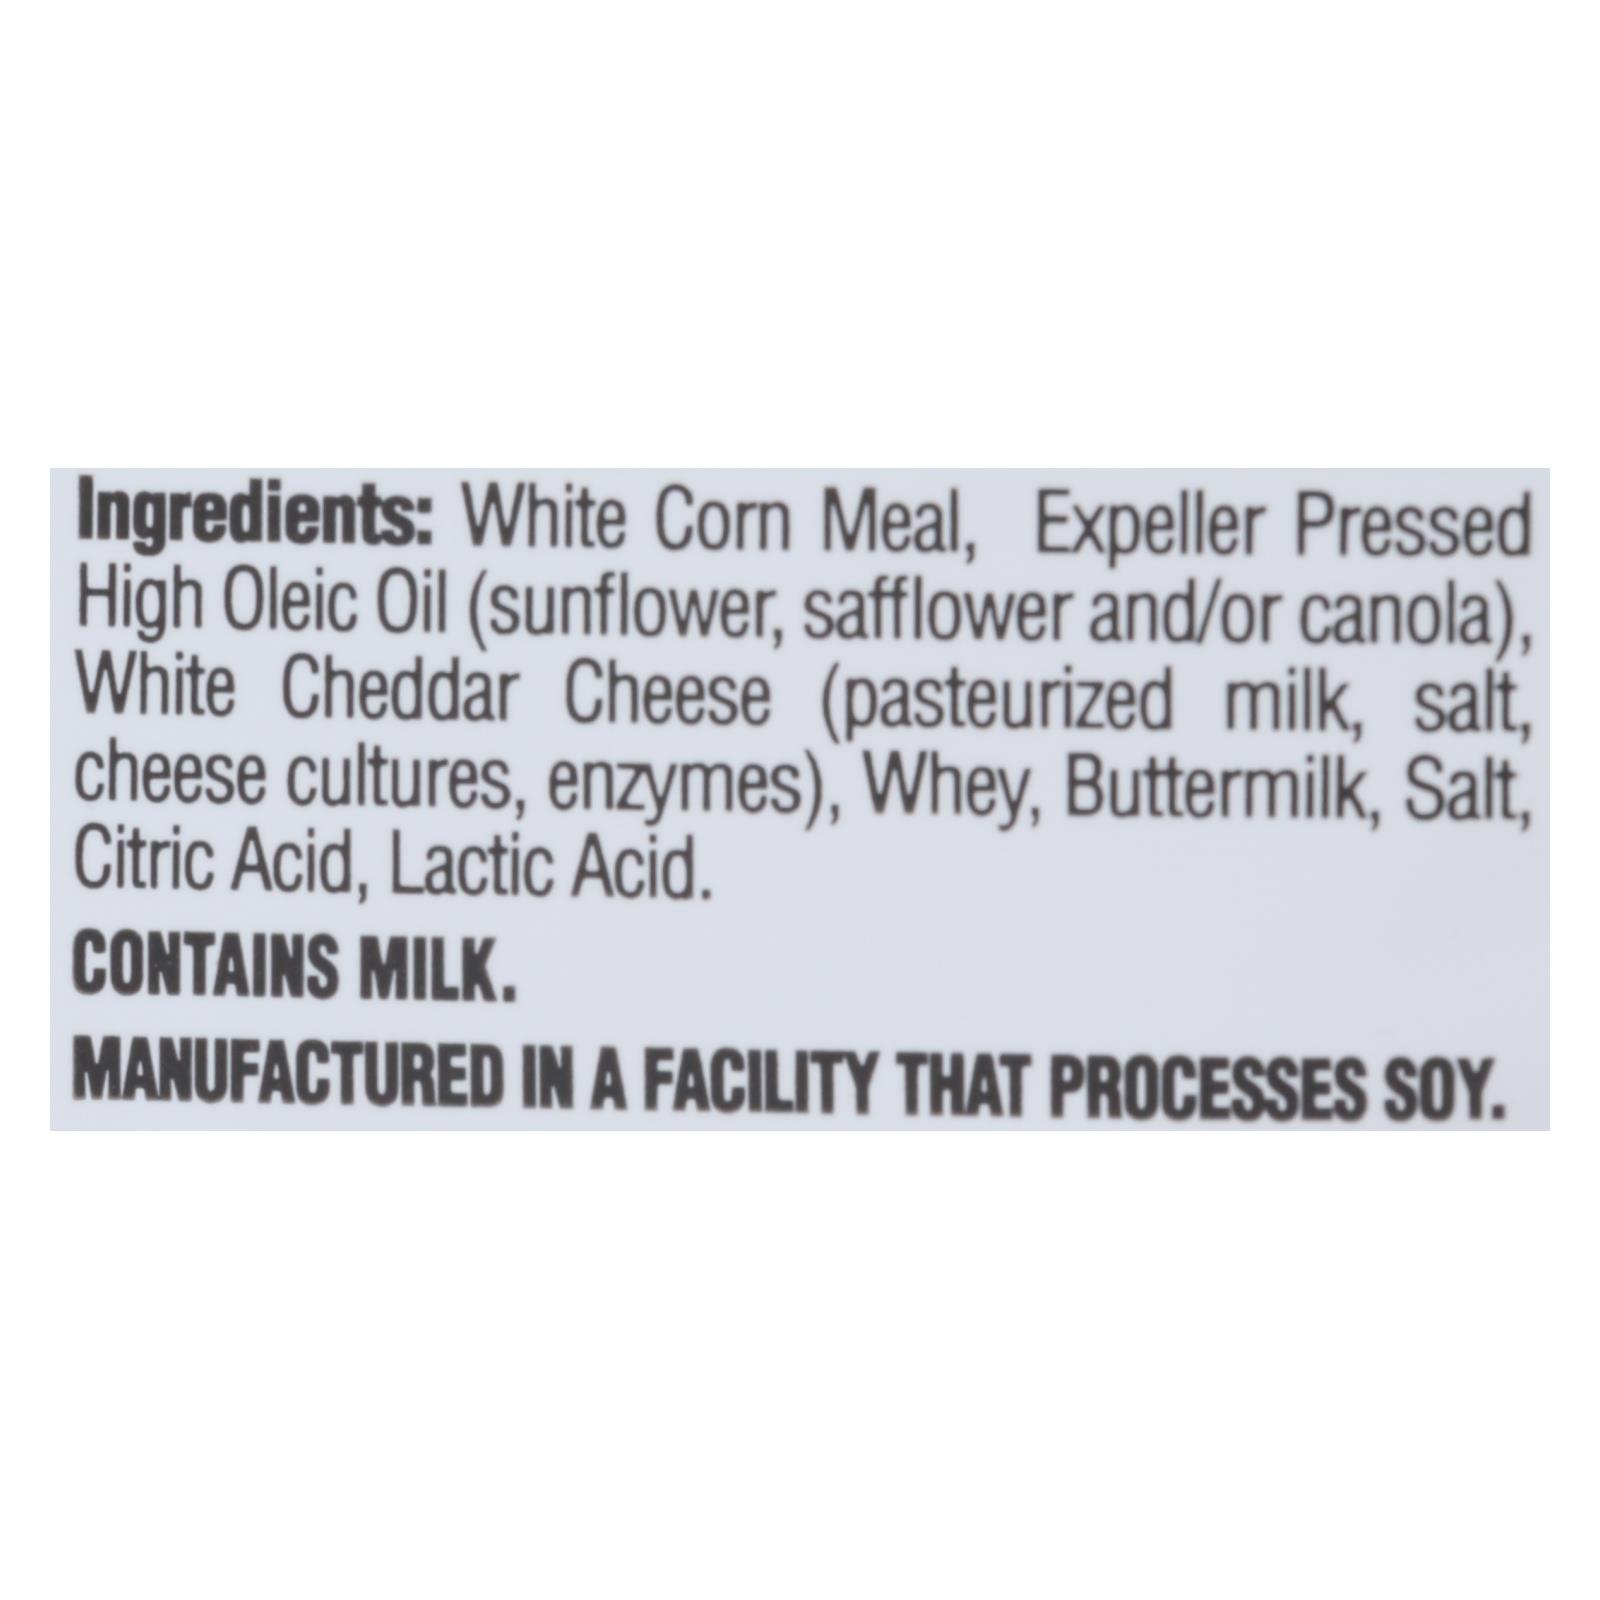 Ingredients: White Corn Meal, Expeller Pressed
High Oleic Oil (sunflower, safflower and/or canola),
White Cheddar Cheese (pasteurized milk, salt,
cheese cultures, enzymes), Whey, Buttermilk, Salt,
Citric Acid, Lactic Acid.
CONTAINS MILK.
MANUFACTURED IN A FACILITY THAT PROCESSES SOY.